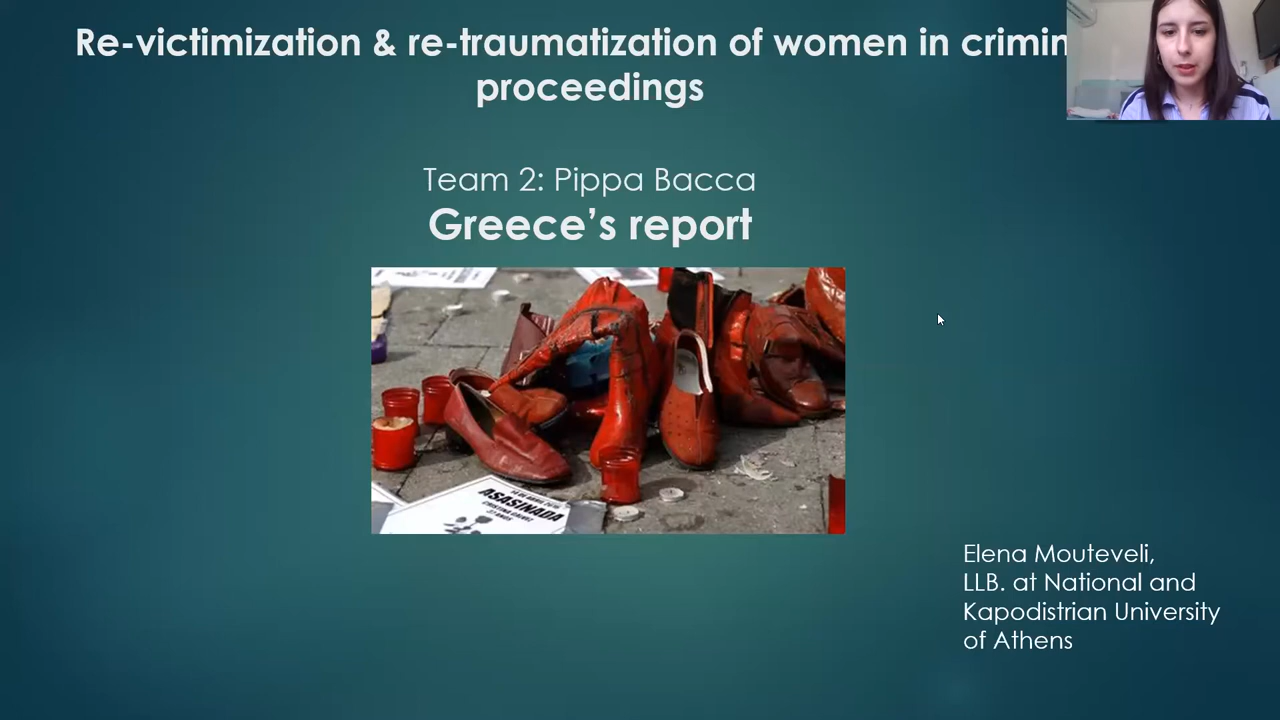 Re-victimization & re-traumatization of women in crimin
proceedings
Team 2: Pippa Bacca
Greece's report
ASASINADA
Elena Mouteveli,
LLB. at National and
Kapodistrian University
of Athens